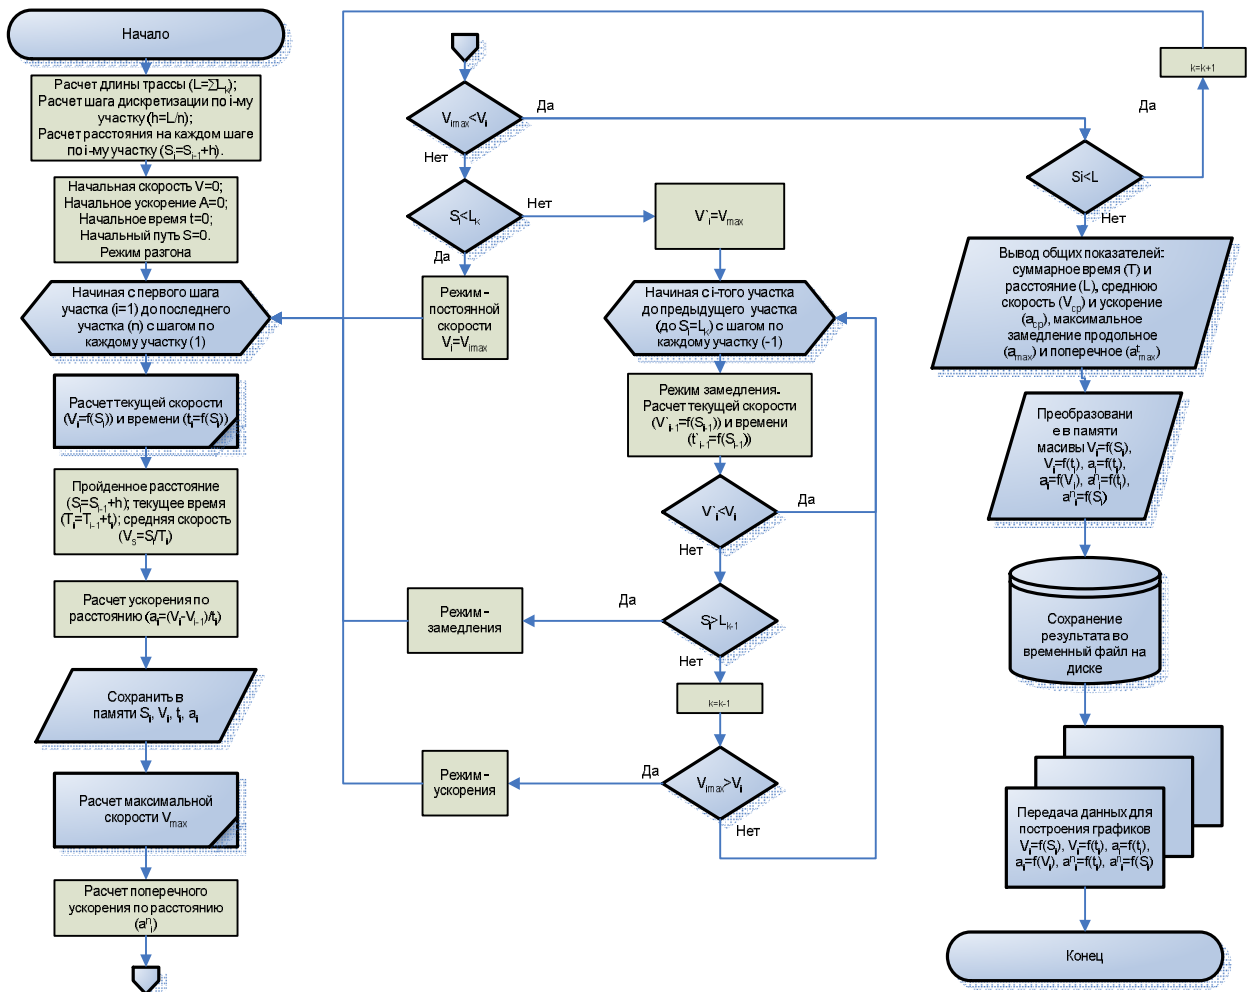 Начало
Расчет длины трассы (L=∑Lk);
Расчет шага дискретизации по i-му
участку (h=L/n);
Расчет расстояния на каждом шаге
по i-му участку (Si=Si-1+h).
Начальная скорость V=0;
Начальное ускорение A=0;
Начальное время t=0;
Начальный путь S=0.
Режим разгона
Начиная с первого шага
участка (i=1) до последнего
участка (n) с шагом по
каждому участку (1)
Расчет текущей скорости
(Vi=f(Si)) и времени (ti=f(Si))
Пройденное расстояние
(Si=Si-1+h); текущее время
(Ti=Ti-1+ti); средняя скорость
(Vs=Si/Ti)
Расчет ускорения по
расстоянию (ai=(Vi-Vi-1)/ti)
Сохранить в
памяти Si, Vi, ti, ai
Расчет максимальной
скорости Vmax
Расчет поперечного
ускорения по расстоянию
(aⁿi)
Vimax<Vi
Да
Нет
Si<Lk
Нет
Да
Режим -
постоянной
скорости
Vi=Vimax
V`i=Vmax
Начиная с i-того участка
до предыдущего участка
(до Si=Lk) с шагом по
каждому участку (-1)
Режим замедления.
Расчет текущей скорости
(V`i-1=f(Si-1)) и времени
(t`i-1=f(Si-1))
V`i<Vi
Да
Нет
Si>Lk-1
Да
Нет
Режим -
замедления
k=k-1
Vimax>Vi
Да
Нет
Режим -
ускорения
k=k+1
Да
Si<L
Нет
Вывод общих показателей:
суммарное время (T) и
расстояние (L), среднюю
скорость (Vср) и ускорение
(aср), максимальное
замедление продольное
(amax) и поперечное (aᵗmax)
Преобразовани
е в памяти
масивы Vi=f(Si),
Vi=f(ti), ai=f(ti),
ai=f(Vi), aⁿi=f(ti),
aⁿi=f(Si)
Сохранение
результата во
временный файл на
диске
Передача данных для
построения графиков
Vi=f(Si), Vi=f(ti), ai=f(ti),
ai=f(Vi), aⁿi=f(ti), aⁿi=f(Si)
Конец